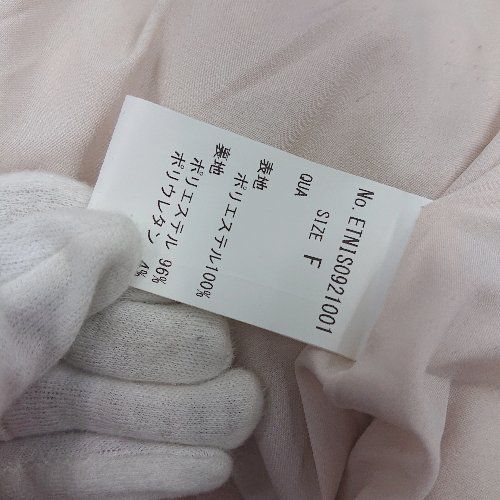 No. ETNIS0921001
SIZE F
QUA
表地
ポリエステル100%
裏地
ポリエステル 96%
ポリウレタン 4%